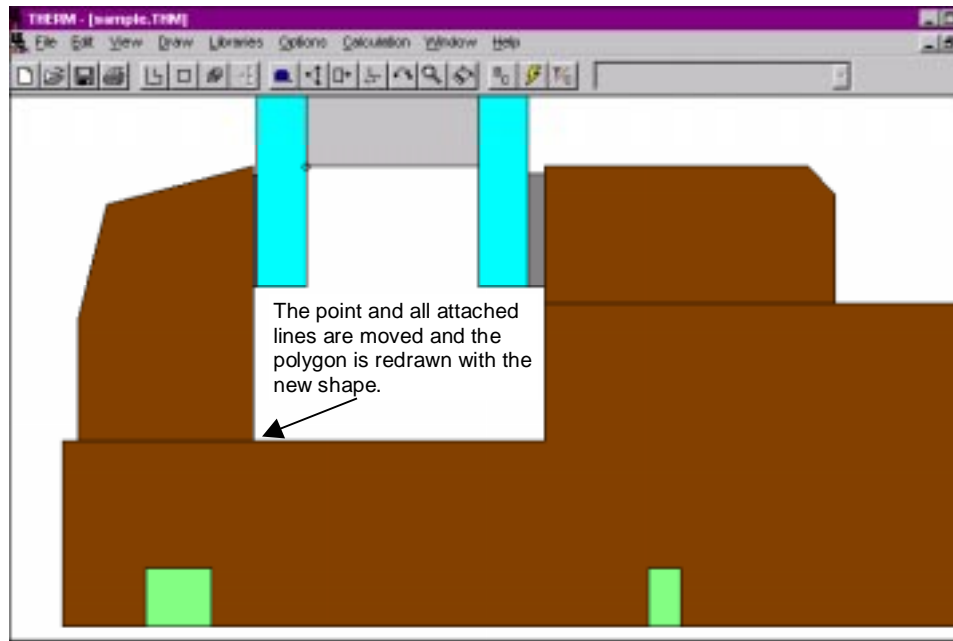 THERM - [sample.THM]
File Edit View Draw Libraries Options Calculation Window Help
The point and all attached
lines are moved and the
polygon is redrawn with the
new shape.